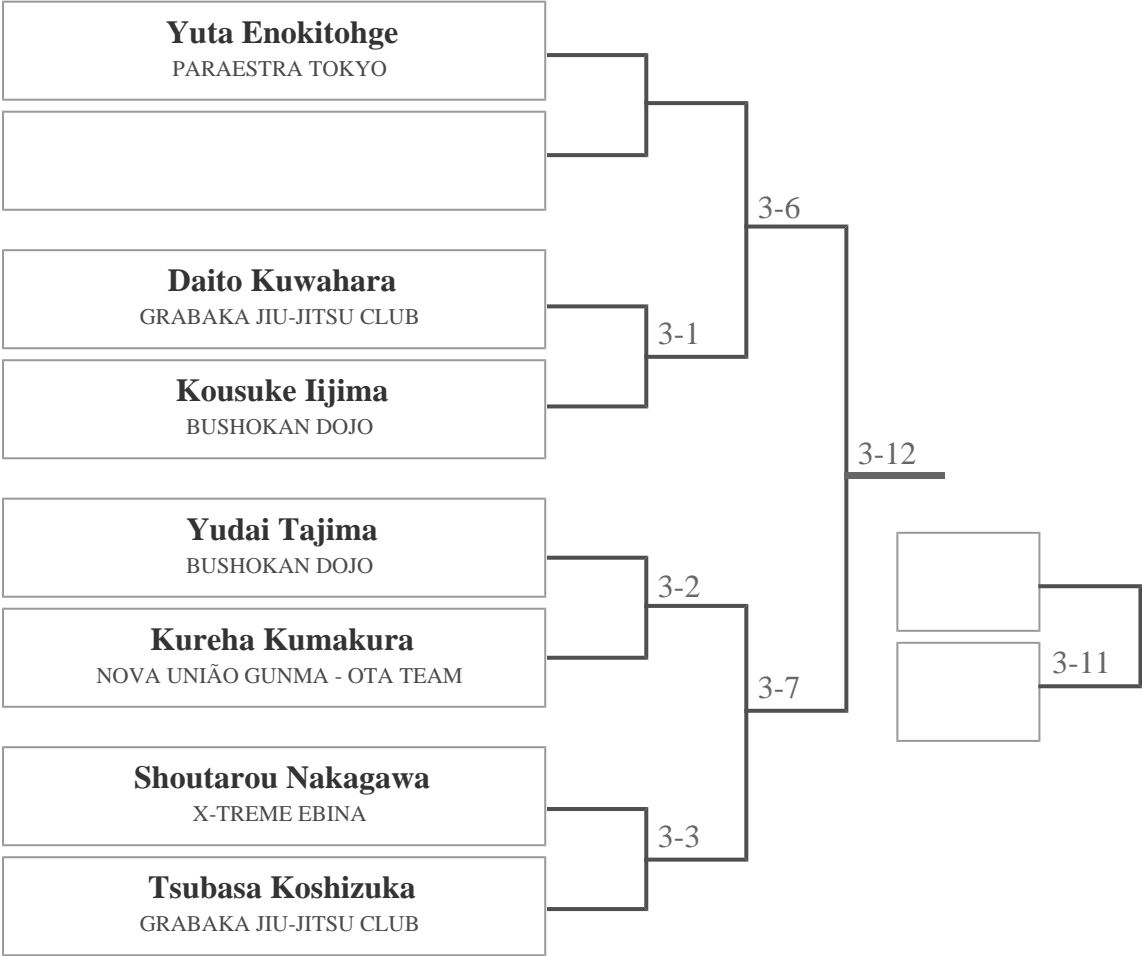 Yuta Enokitohge
PARAESTRA TOKYO
3-6
Daito Kuwahara
GRABAKA JIU-JITSU CLUB
3-1
Kousuke Iijima
BUSHOKAN DOJO
3-12
Yudai Tajima
BUSHOKAN DOJO
3-2
Kureha Kumakura
NOVA UNIÃO GUNMA - OTA TEAM
3-11
3-7
Shoutarou Nakagawa
X-TREME EBINA
3-3
Tsubasa Koshizuka
GRABAKA JIU-JITSU CLUB